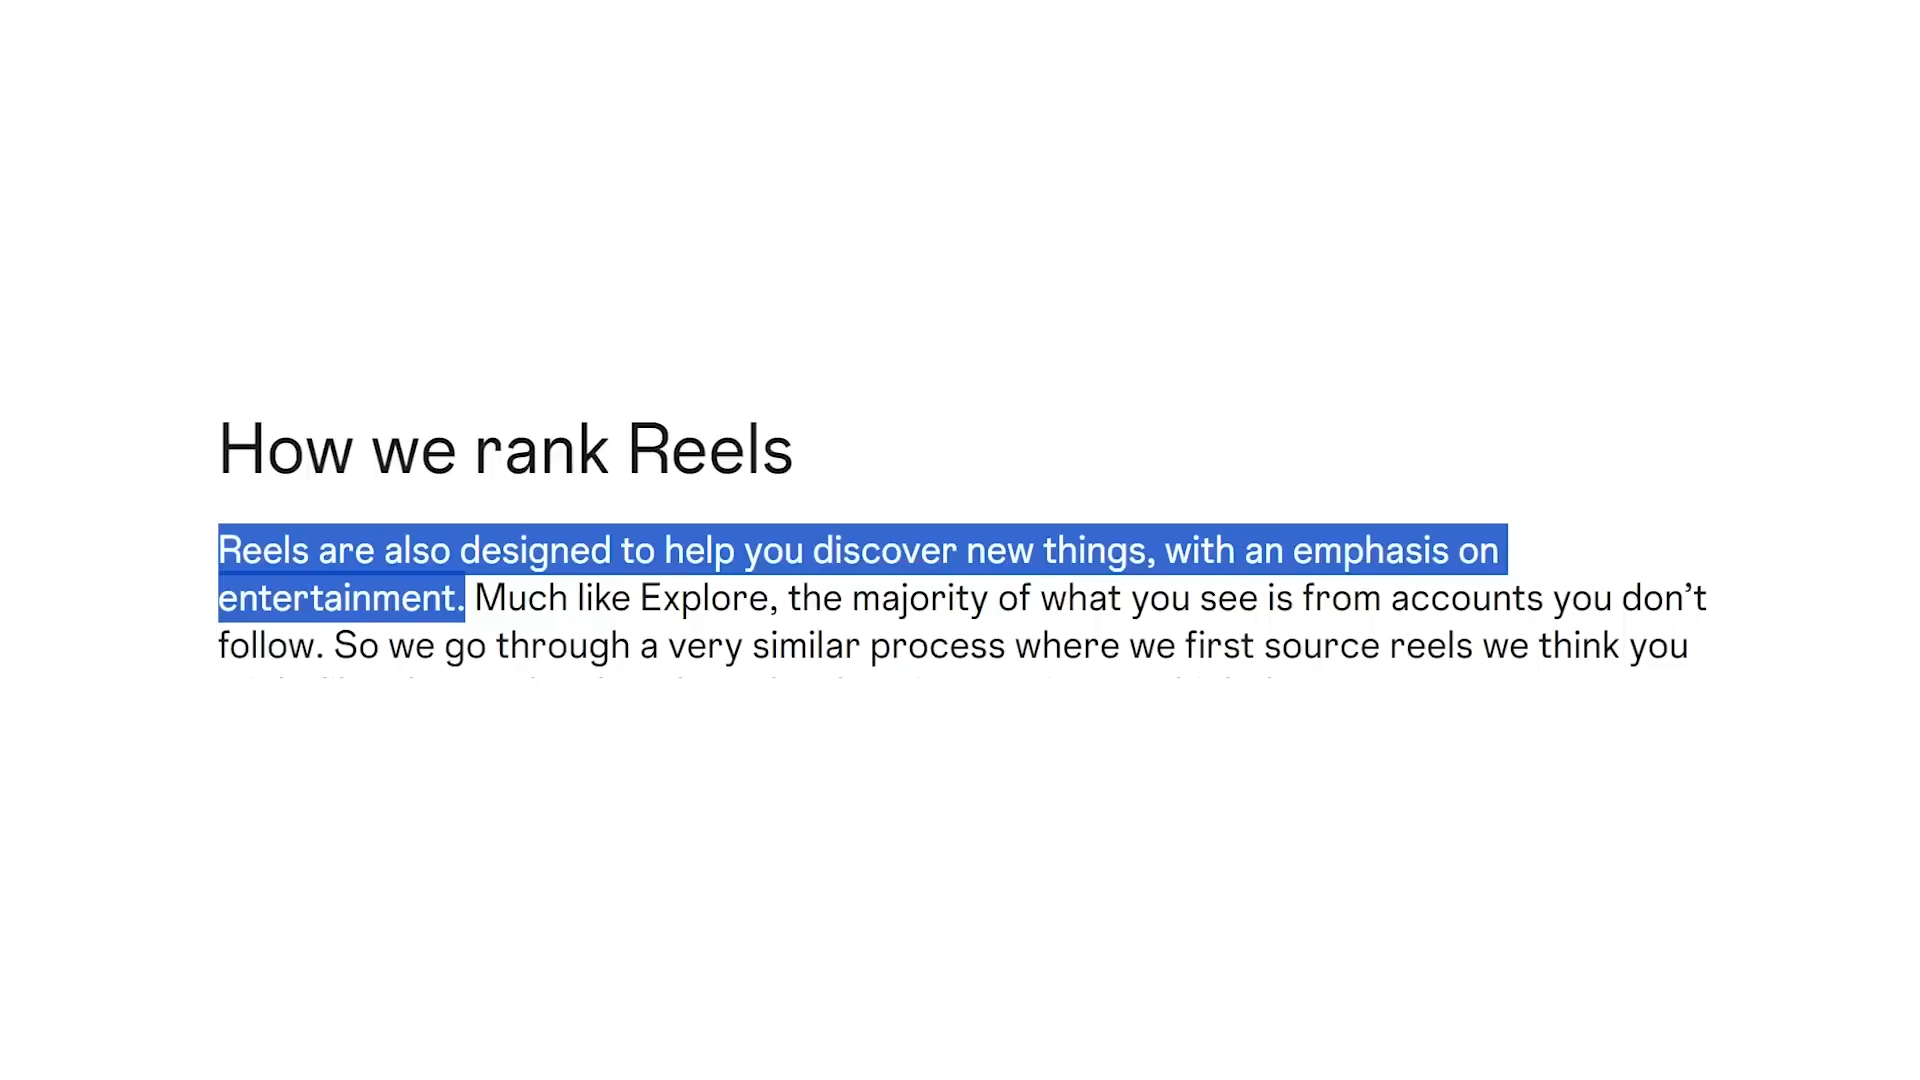 How we rank Reels
Reels are also designed to help you discover new things, with an emphasis on
entertainment. Much like Explore, the majority of what you see is from accounts you don’t
follow. So we go through a very similar process where we first source reels we think you